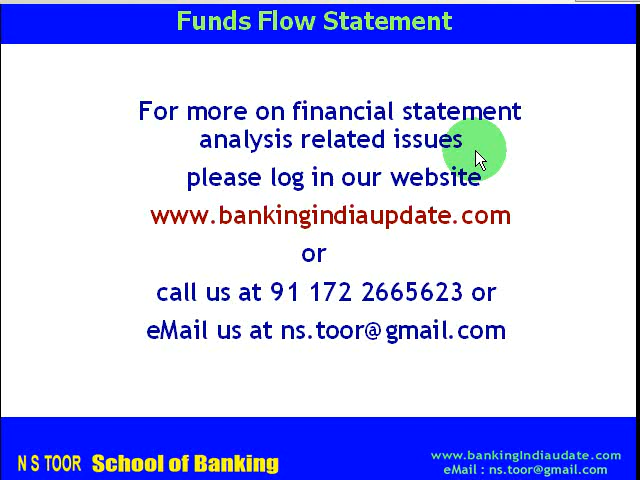 Funds Flow Statement
For more on financial statement
analysis related issues
please log in our website
www.bankingindiaupdate.com
or
call us at 91 172 2665623 or
eMail us at ns.toor@gmail.com
N S TOOR School of Banking
www.bankingIndiaudate.com
eMail : ns.toor@gmail.com